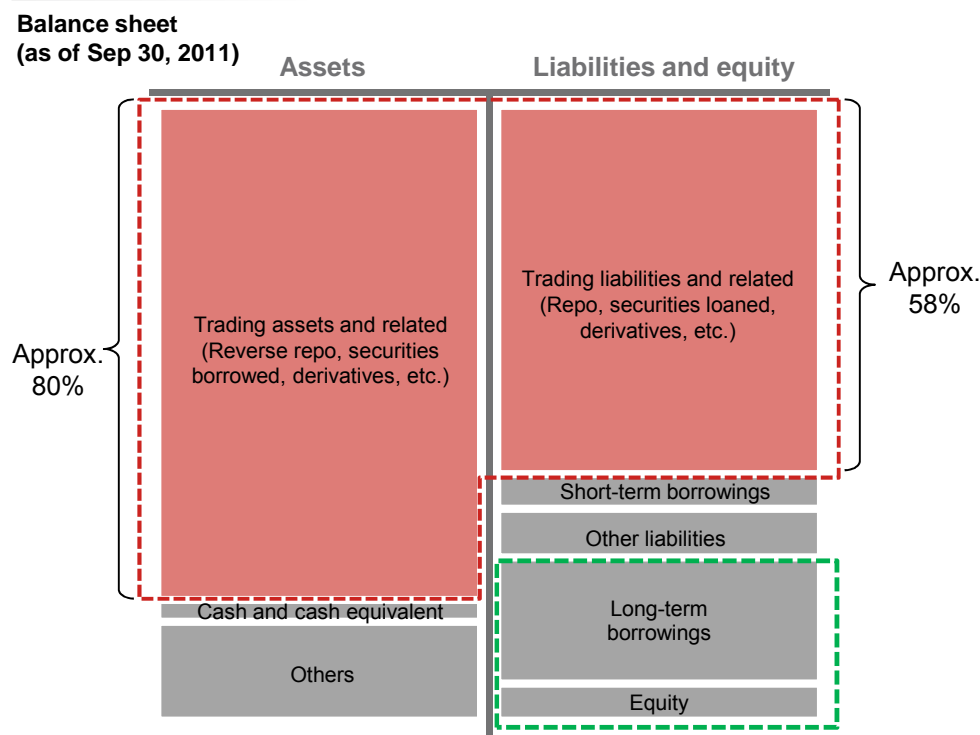 Balance sheet
(as of Sep 30, 2011)
Assets
Liabilities and equity
Approx.
80%
Trading assets and related
(Reverse repo, securities
borrowed, derivatives, etc.)
Cash and cash equivalent
Others
Trading liabilities and related
(Repo, securities loaned,
derivatives, etc.)
Approx.
58%
Short-term borrowings
Other liabilities
Long-term
borrowings
Equity